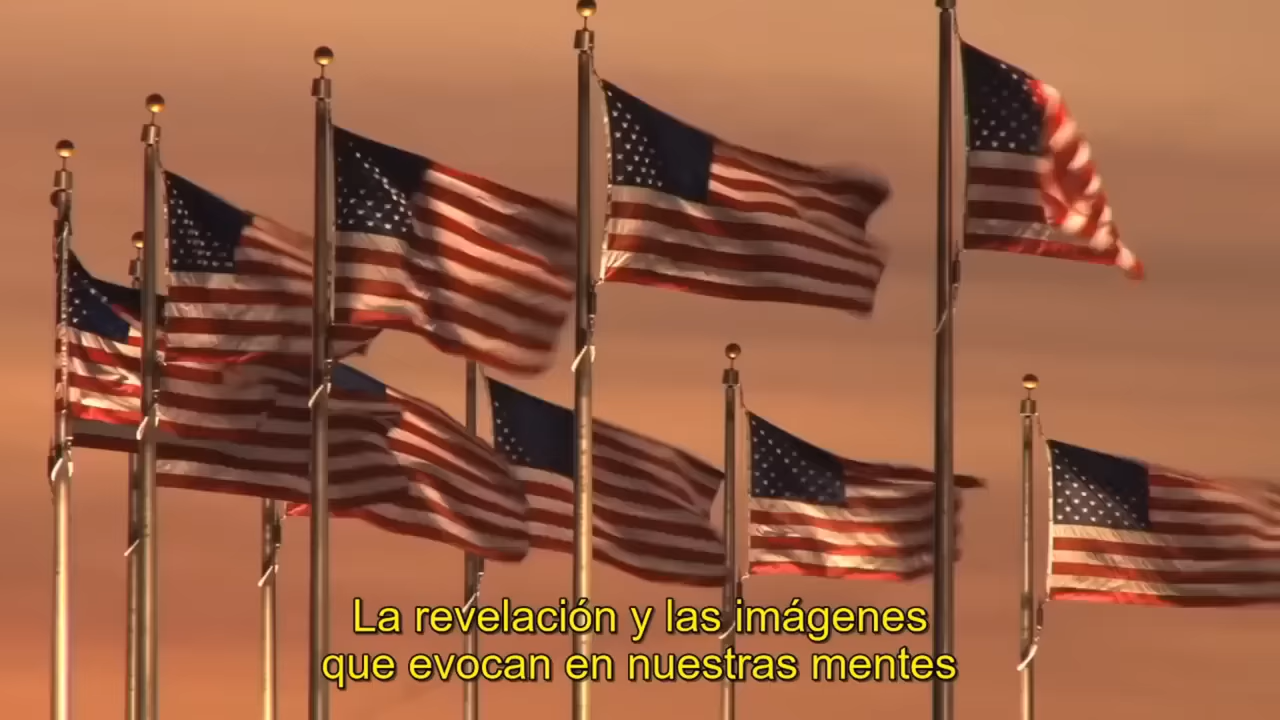 La revelación y las imágenes
que evocan en nuestras mentes